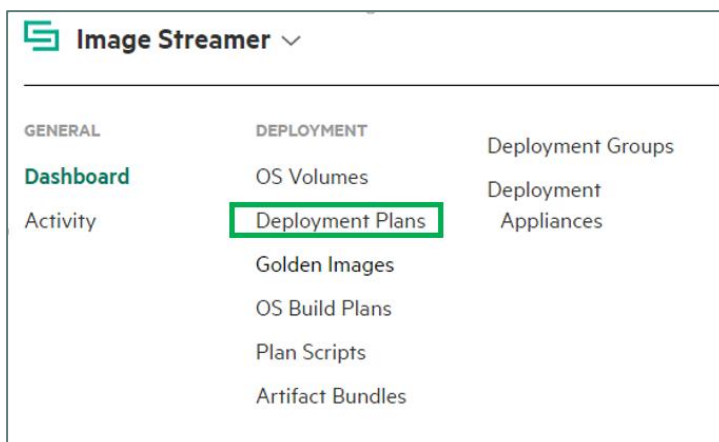 Image Streamer
GENERAL
Dashboard
Activity
DEPLOYMENT
OS Volumes
Deployment Plans
Golden Images
OS Build Plans
Plan Scripts
Artifact Bundles
Deployment Groups
Deployment
Appliances